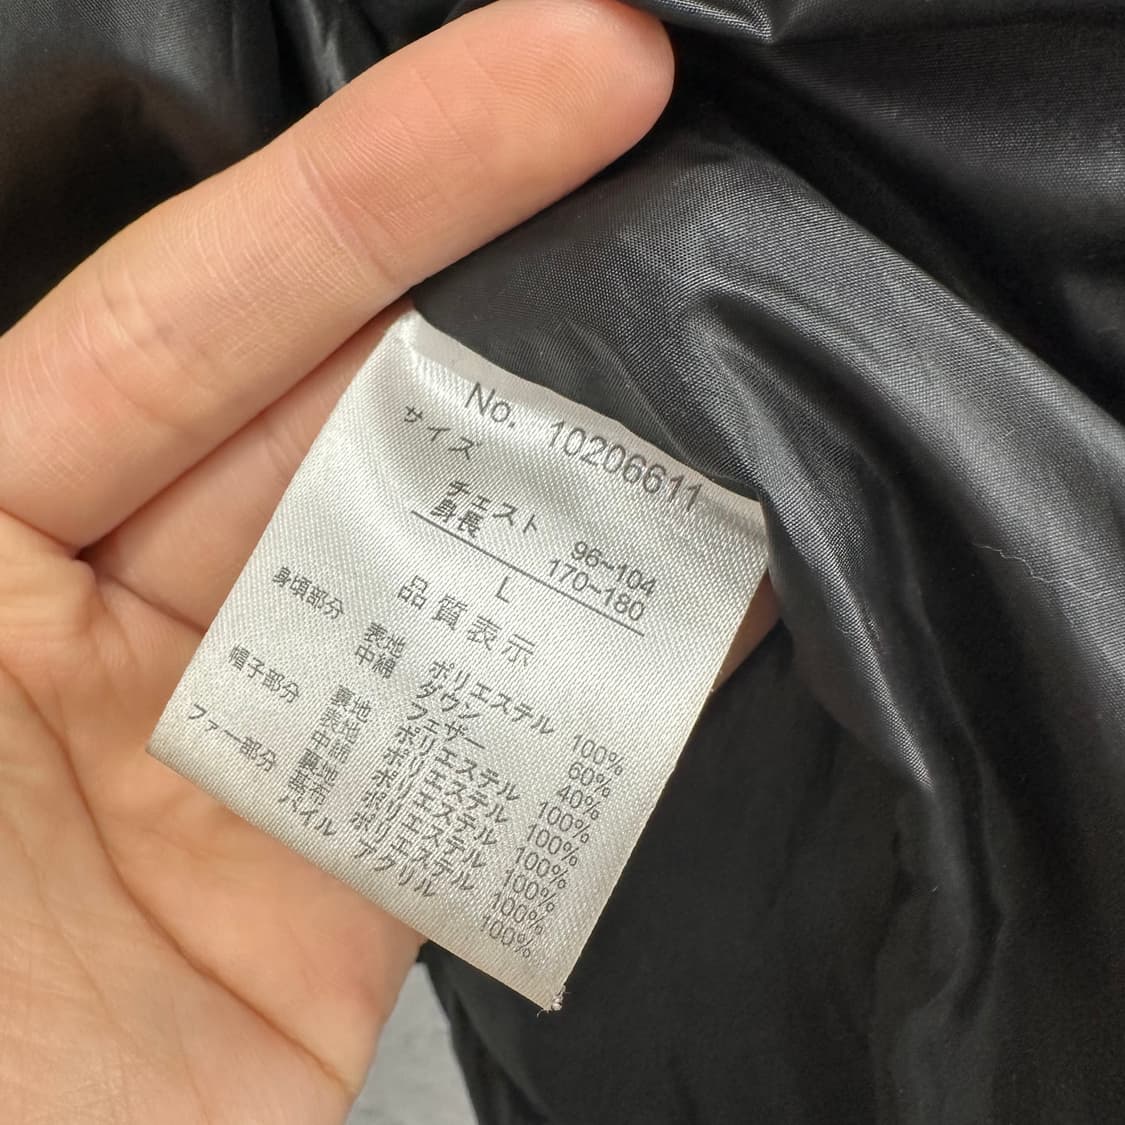 No. 10206611
サイズ
チェスト 96~104
身長 170~180
L
品質表示
身頃部分 表地 ポリエステル 100%
中綿 ダウン 60%
フェザー 40%
裏地 ポリエステル 100%
帽子部分 表地 ポリエステル 100%
中綿 ポリエステル 100%
裏地 ポリエステル 100%
ファー部分 基布 ポリエステル 100%
パイル アクリル 100%